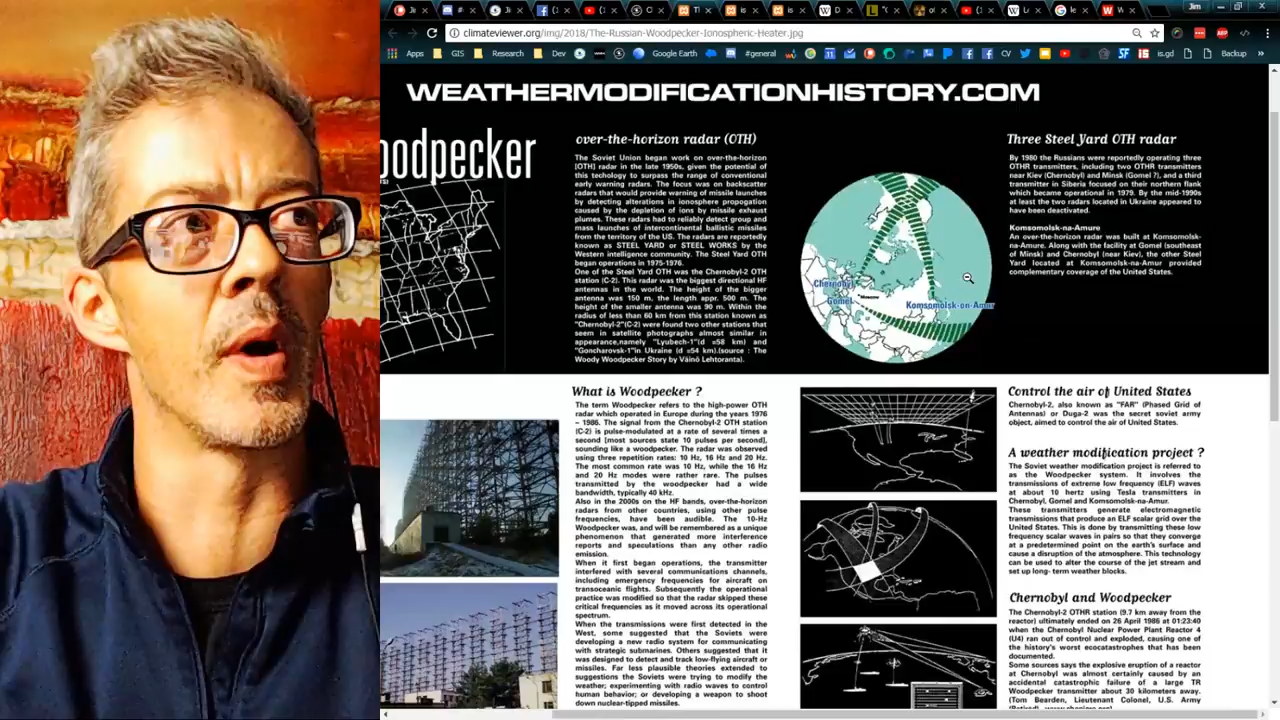 Jim
climateviewer.org/img/2018/The-Russian-Woodpecker-Ionospheric-Heater.jpg
Apps GIS Research Dev Google Earth #general CV is.gd Backup
WEATHERMODIFICATIONHISTORY.COM
oodpecker
over-the-horizon radar (OTH)
The Soviet Union began work on over-the-horizon
(OTH) radar in the late 1950s, given the potential of
this techology to surpass the range of conventional
early warning radars. The focus was on backscatter
radars that would provide warning of missile launches
by detecting alterations in ionosphere propogation
caused by the depletion of ions by missile exhaust
plumes. These radars had to reliably detect group and
mass launches of intercontinental ballistic missiles
from the territory of the US. The radars are reportedly
known as STEEL YARD or STEEL WORKS by the
Western intelligence community. The Steel Yard OTH
began operations in 1975-1976.
One of the Steel Yard OTH was the Chernobyl-2 OTH
station (C-2). This radar was the biggest directional HF
antennas in the world. The height of the bigger
antenna was 150 m, the length appr. 500 m. The
height of the smaller antenna was 90 m. Within the
radius of less than 60 km from this station known as
"Chernobyl-2"(C-2) were found two other stations that
seem in satellite photographs almost similar in
appearance,namely "Lyubech-1"(d =58 km) and
"Goncharovsk-1"in Ukraine (d =54 km).(source : The
Woody Woodpecker Story by Väinö Lehtoranta).
Chernobyl
Gomel
Moscow
Komsomolsk-on-Amur
Three Steel Yard OTH radar
By 1980 the Russians were reportedly operating three
OTHR transmitters, including two OTHR transmitters
near Kiev (Chernobyl) and Minsk (Gomel ?), and a third
transmitter in Siberia focused on their northern flank
which became operational in 1979. By the mid-1990s
at least the two radars located in Ukraine appeared to
have been deactivated.
Komsomolsk-na-Amure
An over-the-horizon radar was built at Komsomolsk-
na-Amure. Along with the facility at Gomel (southeast
of Minsk) and Chernobyl (near Kiev), the other Steel
Yard located at Komsomolsk-na-Amure provided
complementary coverage of the United States.
What is Woodpecker ?
The term Woodpecker refers to the high-power OTH
radar which operated in Europe during the years 1976
– 1986. The signal from the Chernobyl-2 OTH station
(C-2) is pulse-modulated at a rate of several times a
second [most sources state 10 pulses per second],
sounding like a woodpecker. The radar was observed
using three repetition rates: 10 Hz, 16 Hz and 20 Hz.
The most common rate was 10 Hz, while the 16 Hz
and 20 Hz modes were rather rare. The pulses
transmitted by the woodpecker had a wide
bandwidth, typically 40 kHz.
Also in the 2000s on the HF bands, over-the-horizon
radars from other countries, using other pulse
frequencies, have been audible. The 10-Hz
Woodpecker was, and will be remembered as a unique
phenomenon that generated more interference
reports and speculations than any other radio
emission.
When it first began operations, the transmitter
interfered with several communications channels,
including emergency frequencies for aircraft on
transoceanic flights. Subsequently the operational
practice was modified so that the radar skipped these
critical frequencies as it moved across its operational
spectrum.
When the transmissions were first detected in the
West, some suggested that the Soviets were
developing a new radio system for communicating
with strategic submarines. Others suggested that it
was designed to detect and track low-flying aircraft or
missiles. Far less plausible theories extended to
suggestions the Soviets were trying to modify the
weather; experimenting with radio waves to control
human behavior; or developing a weapon to shoot
down nuclear-tipped missiles.
Control the air of United States
Chernobyl-2, also known as "FAR" (Phased Grid of
Antennas) or Duga-2 was the secret soviet army
object, aimed to control the air of United States.
A weather modification project ?
The Soviet weather modification project is referred to
as the Woodpecker system. It involves the
transmissions of extreme low frequency (ELF) waves
at about 10 hertz using Tesla transmitters in
Chernobyl, Gomel and Komsomolsk-na-Amur.
These transmitters generate electromagnetic
transmissions that produce an ELF scalar grid over the
United States. This is done by transmitting these low
frequency scalar waves in pairs so that they converge
at a predetermined point on the earth's surface and
cause a disruption of the atmosphere. This technology
can be used to alter the course of the jet stream and
set up long- term weather blocks.
Chernobyl and Woodpecker
The Chernobyl-2 OTHR station (9.7 km away from the
reactor) ultimately ended on 26 April 1986 at 01:23:40
when the Chernobyl Nuclear Power Plant Reactor 4
(U4) ran out of control and exploded, causing one of
the history's worst ecocatastrophes that has been
documented.
Some sources says the explosive eruption of a reactor
at Chernobyl was almost certainly caused by an
accidental catastrophic failure of a large TR
Woodpecker transmitter about 30 kilometers away.
(Tom Bearden, Lieutenant Colonel, U.S. Army